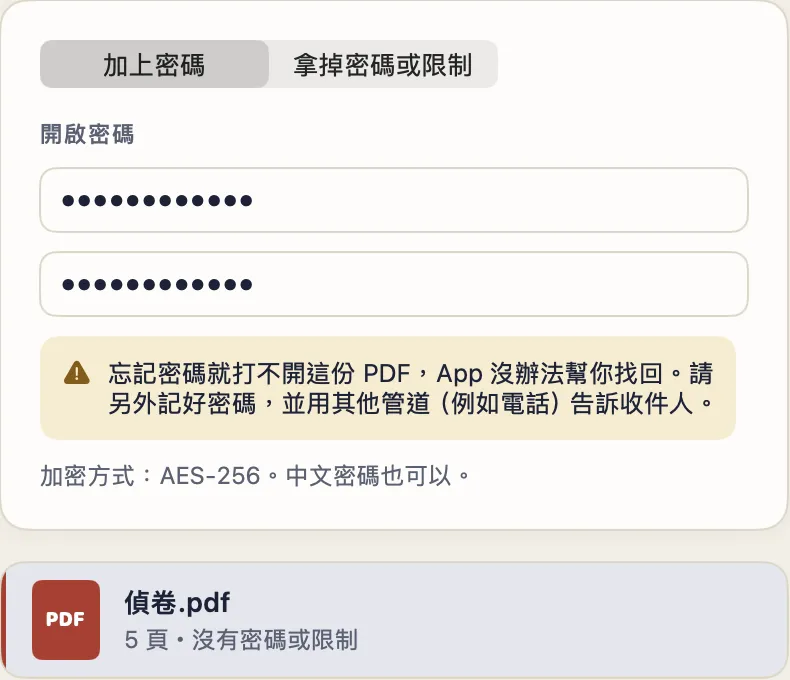 加上密碼
拿掉密碼或限制
開啟密碼
••••••••••••
••••••••••••
忘記密碼就打不開這份 PDF，App 沒辦法幫你找回。請
另外記好密碼，並用其他管道（例如電話）告訴收件人。
加密方式：AES-256。中文密碼也可以。
PDF
偵卷.pdf
5 頁・沒有密碼或限制